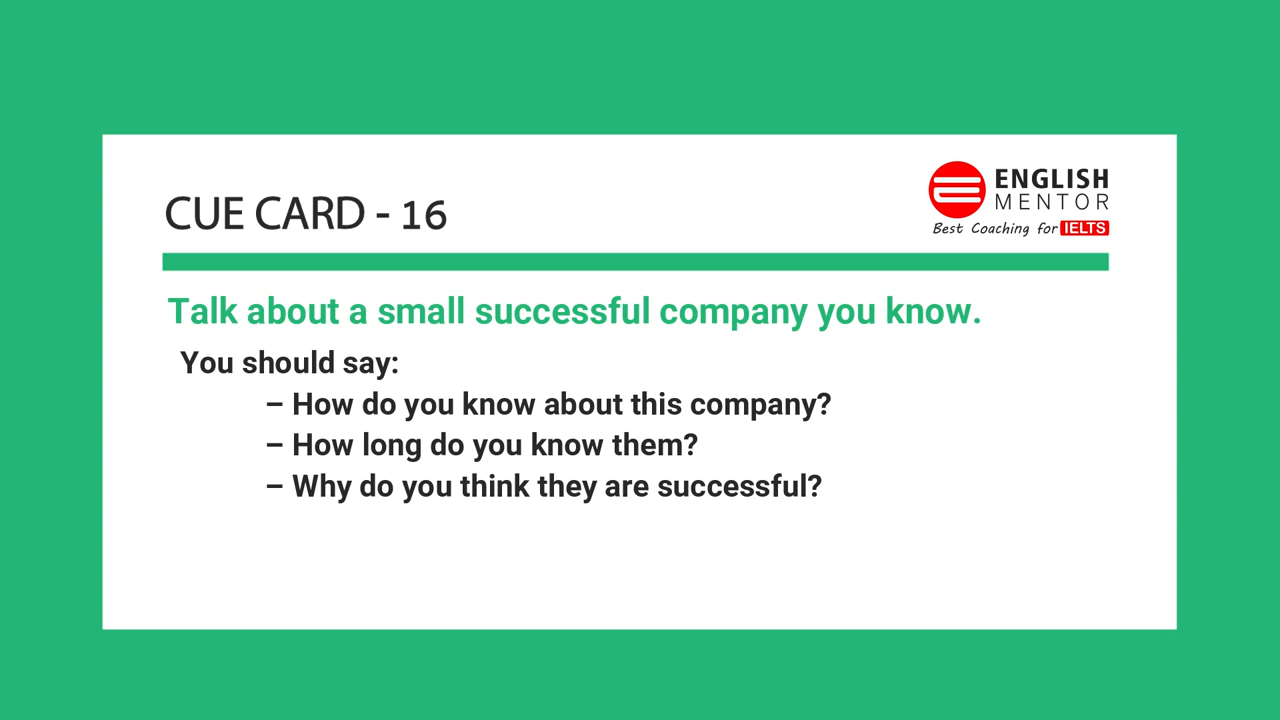 ENGLISH
MENTOR
Best Coaching for IELTS
CUE CARD - 16
Talk about a small successful company you know.
You should say:
– How do you know about this company?
– How long do you know them?
– Why do you think they are successful?